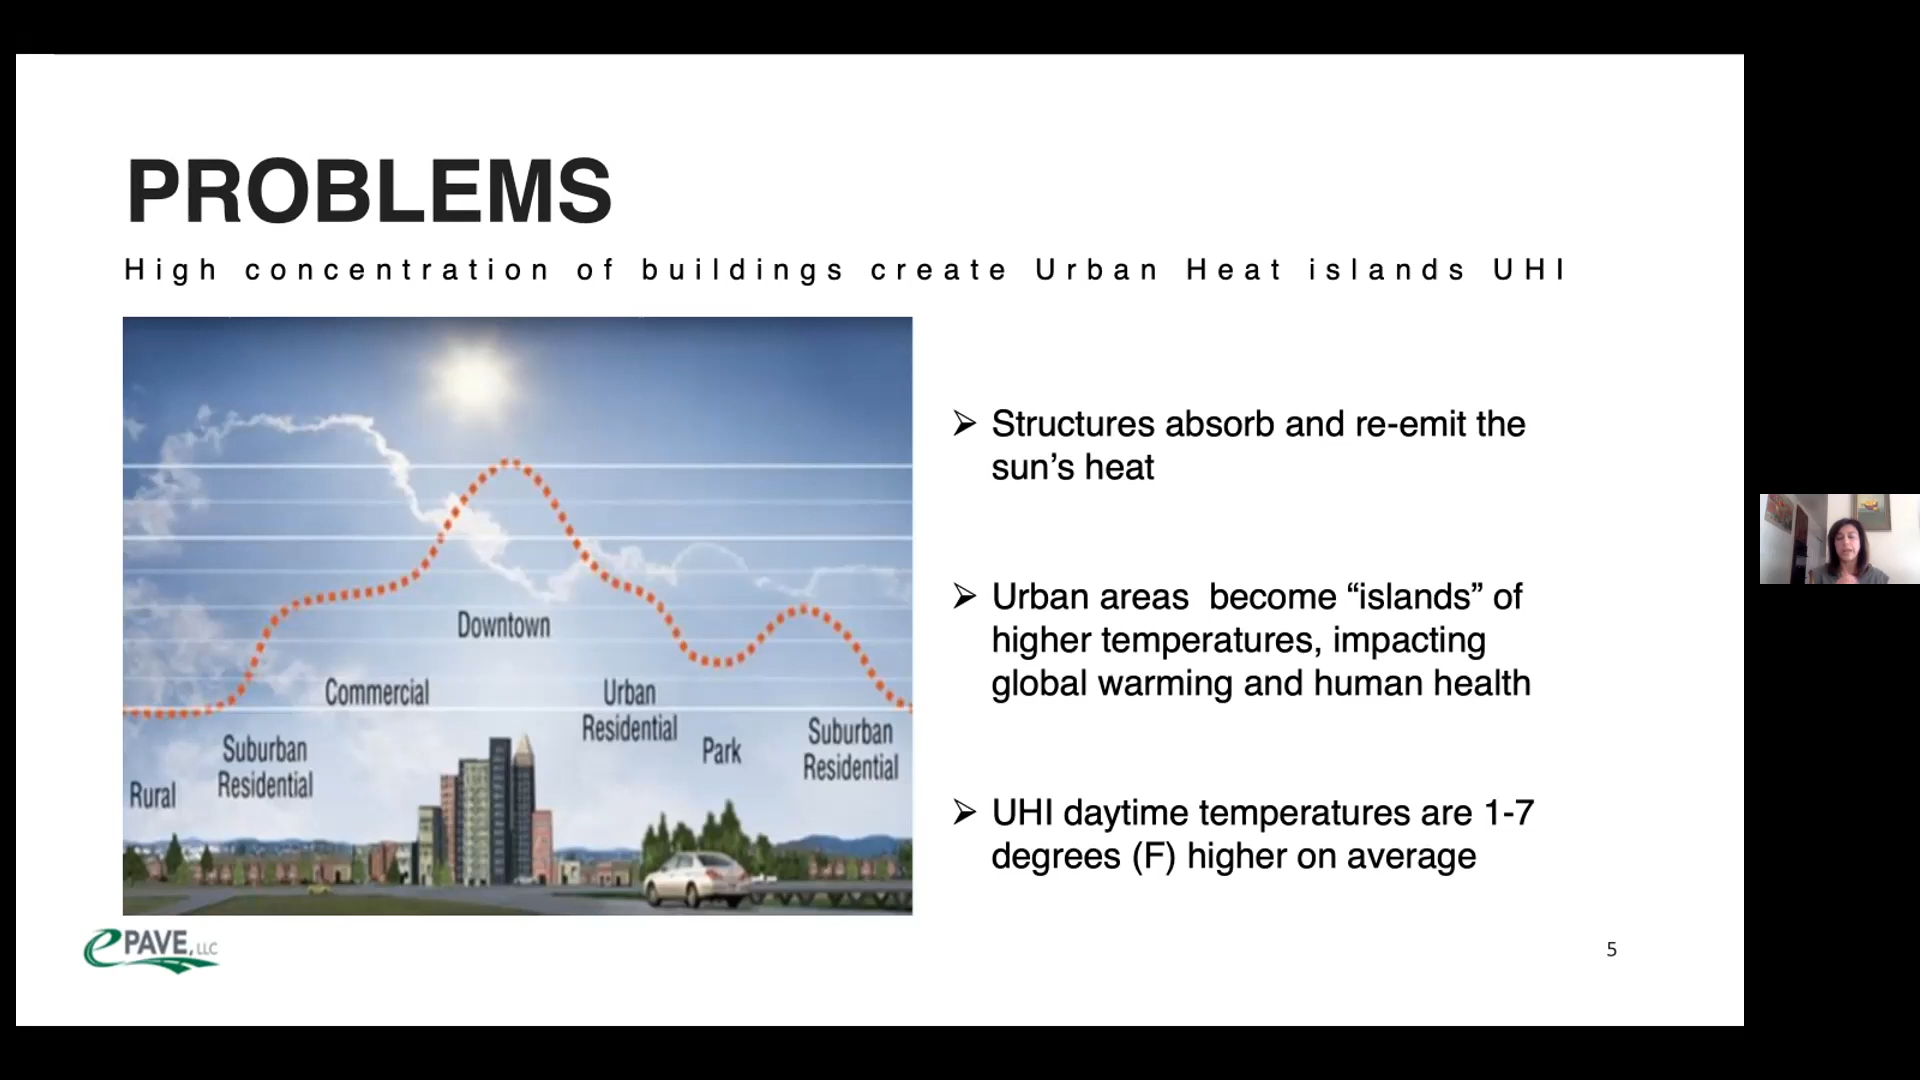 PROBLEMS
High concentration of buildings create Urban Heat islands UHI
Downtown
Commercial
Urban
Residential
Suburban
Residential
Park
Suburban
Residential
Rural
➢ Structures absorb and re-emit the
sun’s heat
➢ Urban areas  become “islands” of
higher temperatures, impacting
global warming and human health
➢ UHI daytime temperatures are 1-7
degrees (F) higher on average
ePAVE, LLC
5